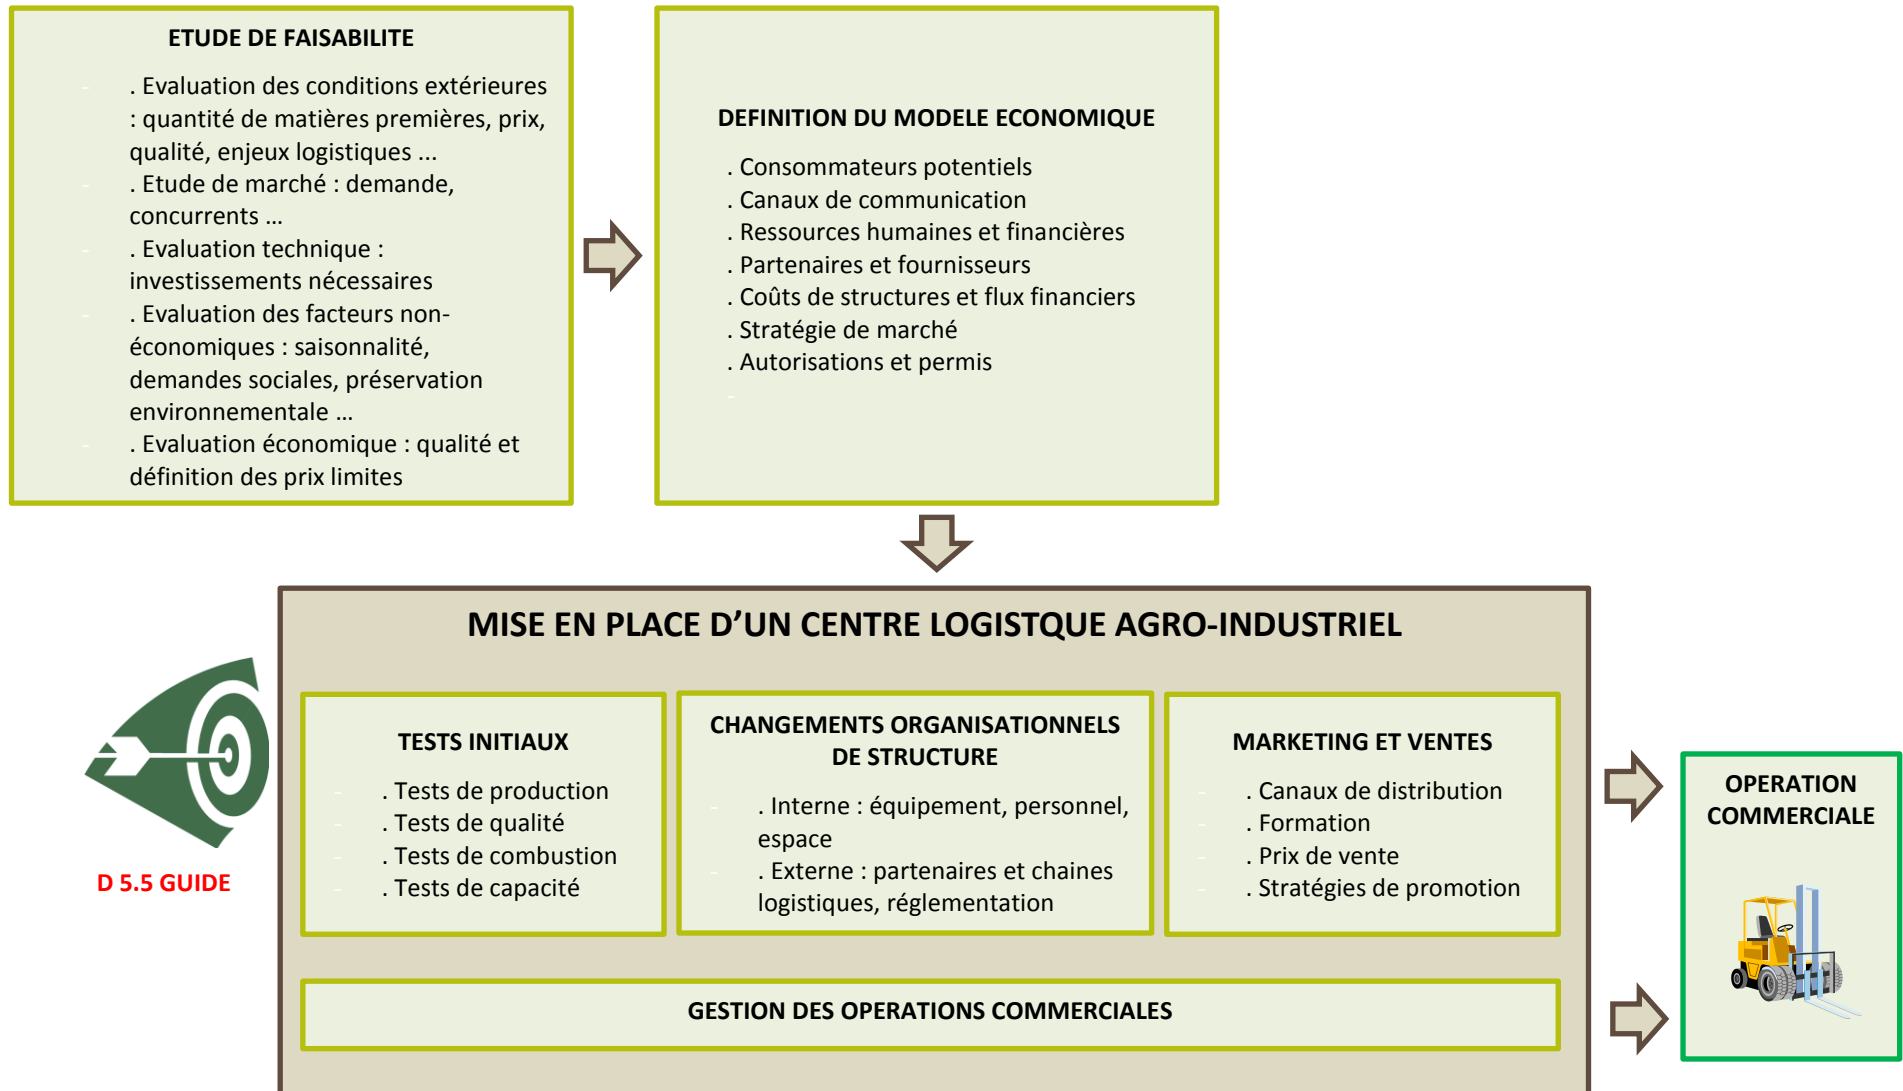 ETUDE DE FAISABILITE
- . Evaluation des conditions extérieures
: quantité de matières premières, prix,
qualité, enjeux logistiques ...
- . Etude de marché : demande,
concurrents ...
- . Evaluation technique :
investissements nécessaires
- . Evaluation des facteurs non-
économiques : saisonnalité,
demandes sociales, préservation
environnementale ...
- . Evaluation économique : qualité et
définition des prix limites
DEFINITION DU MODELE ECONOMIQUE
. Consommateurs potentiels
. Canaux de communication
. Ressources humaines et financières
. Partenaires et fournisseurs
. Coûts de structures et flux financiers
. Stratégie de marché
. Autorisations et permis
-
MISE EN PLACE D’UN CENTRE LOGISTQUE AGRO-INDUSTRIEL
D 5.5 GUIDE
TESTS INITIAUX
- . Tests de production
- . Tests de qualité
- . Tests de combustion
- . Tests de capacité
CHANGEMENTS ORGANISATIONNELS
DE STRUCTURE
- . Interne : équipement, personnel,
espace
- . Externe : partenaires et chaines
logistiques, réglementation
MARKETING ET VENTES
- . Canaux de distribution
- . Formation
- . Prix de vente
- . Stratégies de promotion
GESTION DES OPERATIONS COMMERCIALES
OPERATION
COMMERCIALE